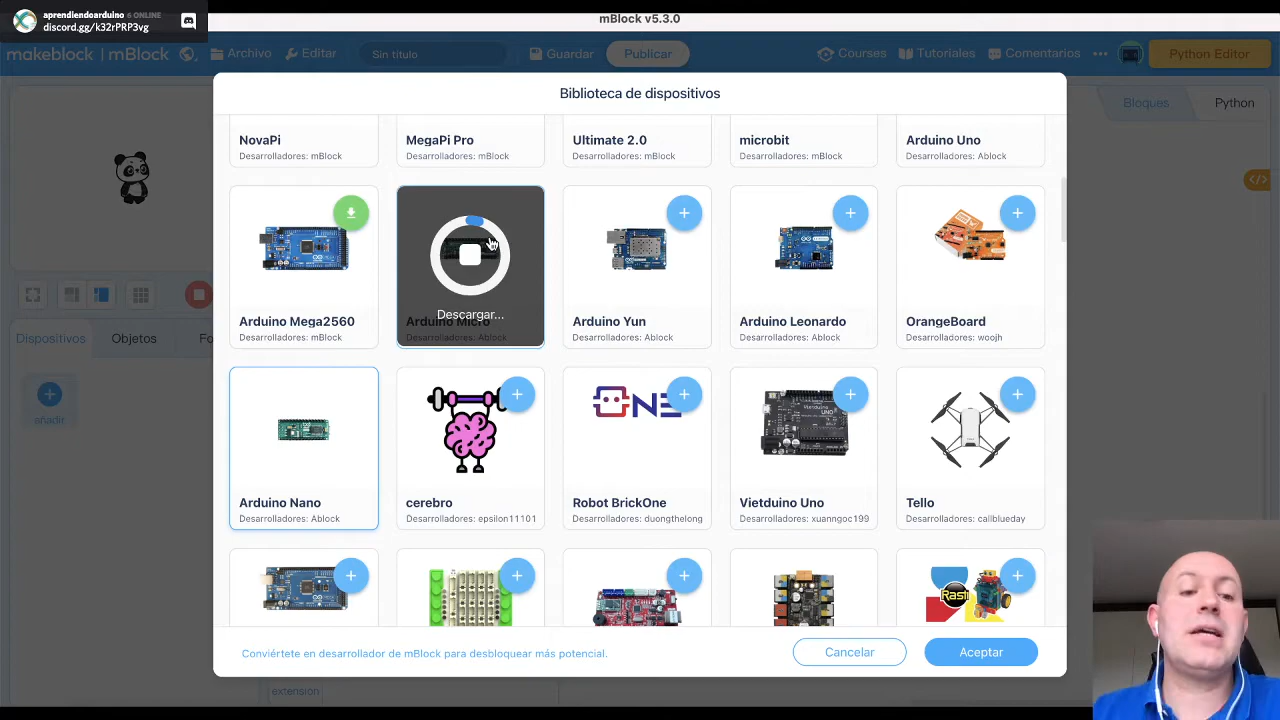 aprendiendoarduino 6 ONLINE
discord.gg/k32rPRP3vg
mBlock v5.3.0
makeblock | mBlock
Archivo
Editar
Sin título
Guardar
Publicar
Courses
Tutoriales
Comentarios
Python Editor
Biblioteca de dispositivos
Bloques
Python
NovaPi
Desarrolladores: mBlock
MegaPi Pro
Desarrolladores: mBlock
Ultimate 2.0
Desarrolladores: mBlock
microbit
Desarrolladores: mBlock
Arduino Uno
Desarrolladores: Ablock
Arduino Mega2560
Desarrolladores: mBlock
Descargar...
Arduino Micro
Desarrolladores: Ablock
Arduino Yun
Desarrolladores: Ablock
Arduino Leonardo
Desarrolladores: Ablock
OrangeBoard
Desarrolladores: woojh
Dispositivos
Objetos
Fo
añadir
Arduino Nano
Desarrolladores: Ablock
cerebro
Desarrolladores: epsilon11101
ONE
Robot BrickOne
Desarrolladores: duongthelong
Vietduino Uno
Desarrolladores: xuanngoc199
Tello
Desarrolladores: callblueday
Conviértete en desarrollador de mBlock para desbloquear más potencial.
Cancelar
Aceptar
extensión